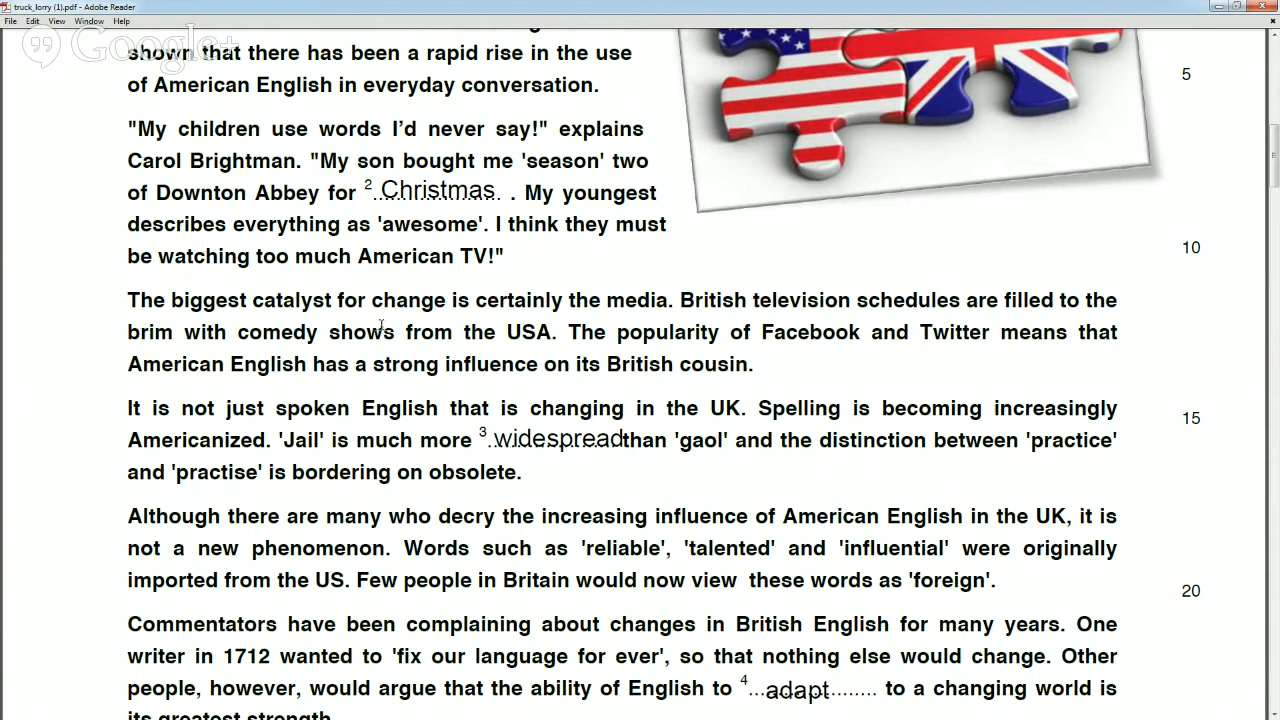 truck_lorry (1).pdf - Adobe Reader
File Edit View Window Help
Google+
shown that there has been a rapid rise in the use
of American English in everyday conversation.
5
"My children use words I'd never say!" explains
Carol Brightman. "My son bought me 'season' two
of Downton Abbey for 2 Christmas . My youngest
describes everything as 'awesome'. I think they must
be watching too much American TV!"
10
The biggest catalyst for change is certainly the media. British television schedules are filled to the
brim with comedy shows from the USA. The popularity of Facebook and Twitter means that
American English has a strong influence on its British cousin.
It is not just spoken English that is changing in the UK. Spelling is becoming increasingly
15
Americanized. 'Jail' is much more 3 widespread than 'gaol' and the distinction between 'practice'
and 'practise' is bordering on obsolete.
Although there are many who decry the increasing influence of American English in the UK, it is
not a new phenomenon. Words such as 'reliable', 'talented' and 'influential' were originally
imported from the US. Few people in Britain would now view these words as 'foreign'.
20
Commentators have been complaining about changes in British English for many years. One
writer in 1712 wanted to 'fix our language for ever', so that nothing else would change. Other
people, however, would argue that the ability of English to 4 adapt to a changing world is
its greatest strength.